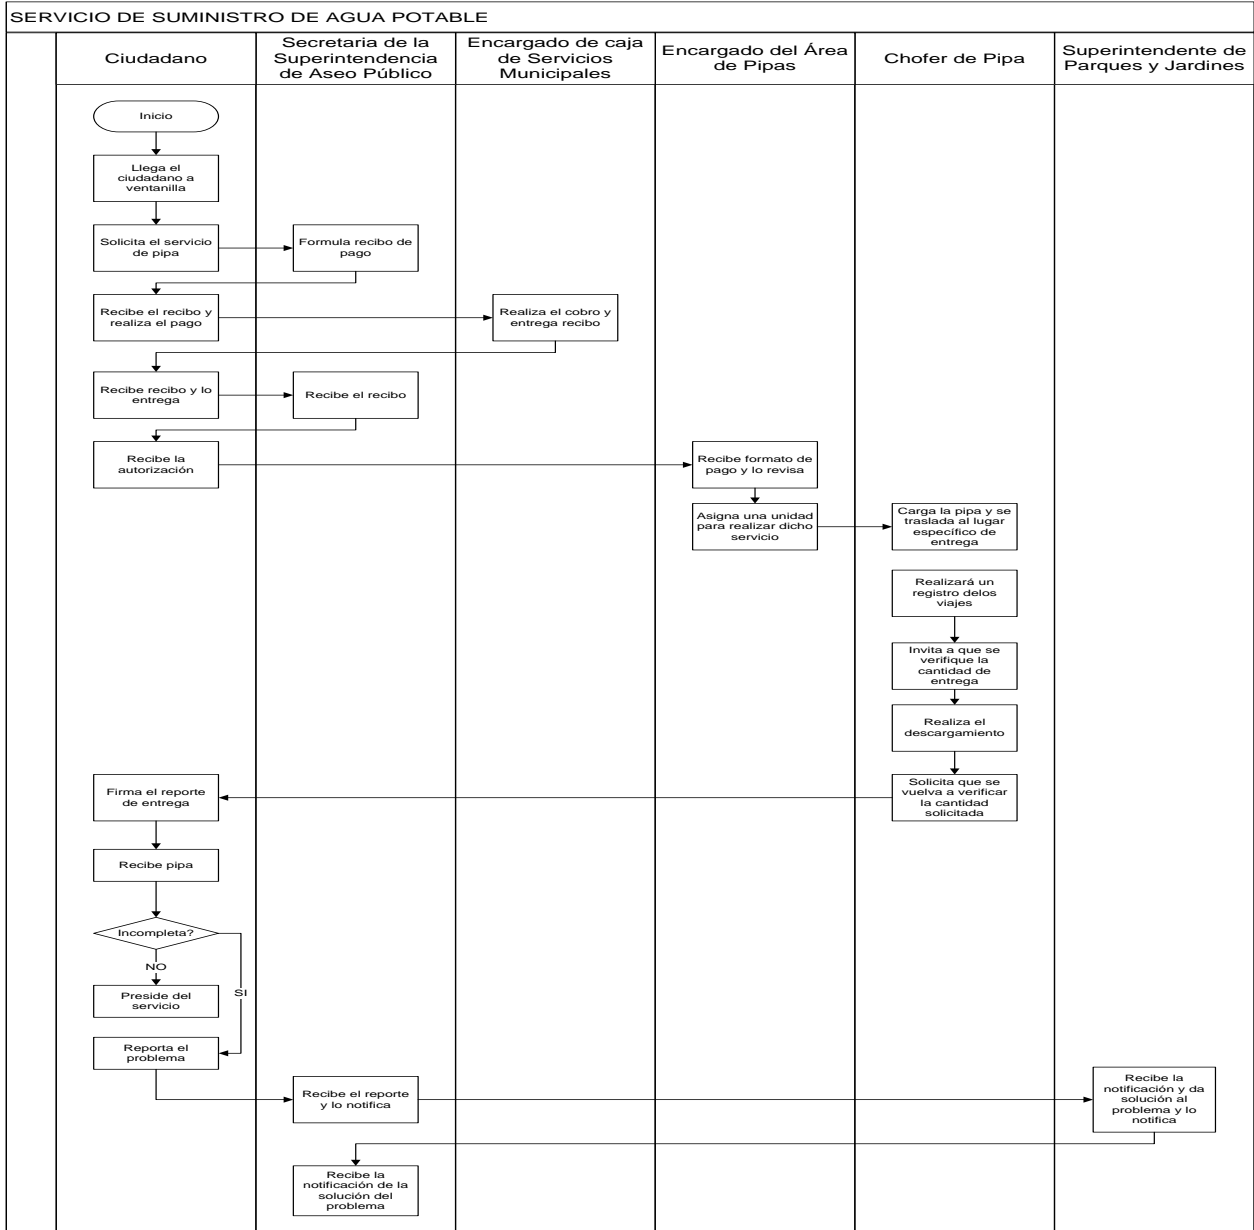 SERVICIO DE SUMINISTRO DE AGUA POTABLE
Ciudadano
Secretaria de la
Superintendencia
de Aseo Público
Encargado de caja
de Servicios
Municipales
Encargado del Área
de Pipas
Chofer de Pipa
Superintendente de
Parques y Jardines
Inicio
Llega el
ciudadano a
ventanilla
Solicita el servicio
de pipa
Formula recibo de
pago
Recibe el recibo y
realiza el pago
Realiza el cobro y
entrega recibo
Recibe recibo y lo
entrega
Recibe el recibo
Recibe la
autorización
Recibe formato de
pago y lo revisa
Asigna una unidad
para realizar dicho
servicio
Carga la pipa y se
traslada al lugar
específico de
entrega
Realizará un
registro delos
viajes
Invita a que se
verifique la
cantidad de
entrega
Realiza el
descargamiento
Solicita que se
vuelva a verificar
la cantidad
solicitada
Firma el reporte
de entrega
Recibe pipa
Incompleta?
NO
SI
Preside del
servicio
Reporta el
problema
Recibe el reporte
y lo notifica
Recibe la
notificación y da
solución al
problema y lo
notifica
Recibe la
notificación de la
solución del
problema